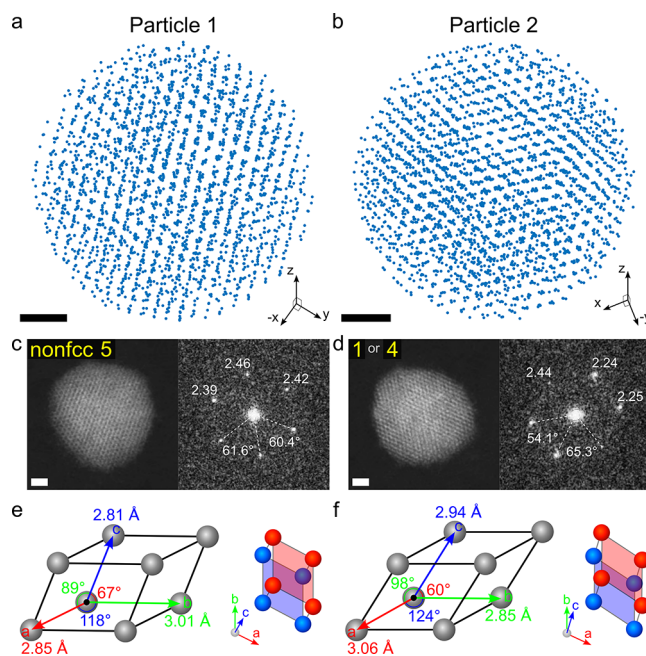 Particle 1
Particle 2
a
b
z
-x
y
z
x
-y
c
nonfcc 5
2.46
2.39
2.42
61.6°
60.4°
d
1 or 4
2.44
2.24
2.25
54.1°
65.3°
e
2.81 Å
c
89°
67°
b
a
118°
3.01 Å
2.85 Å
b
c
a
f
2.94 Å
c
98°
60°
b
a
124°
2.85 Å
3.06 Å
b
c
a